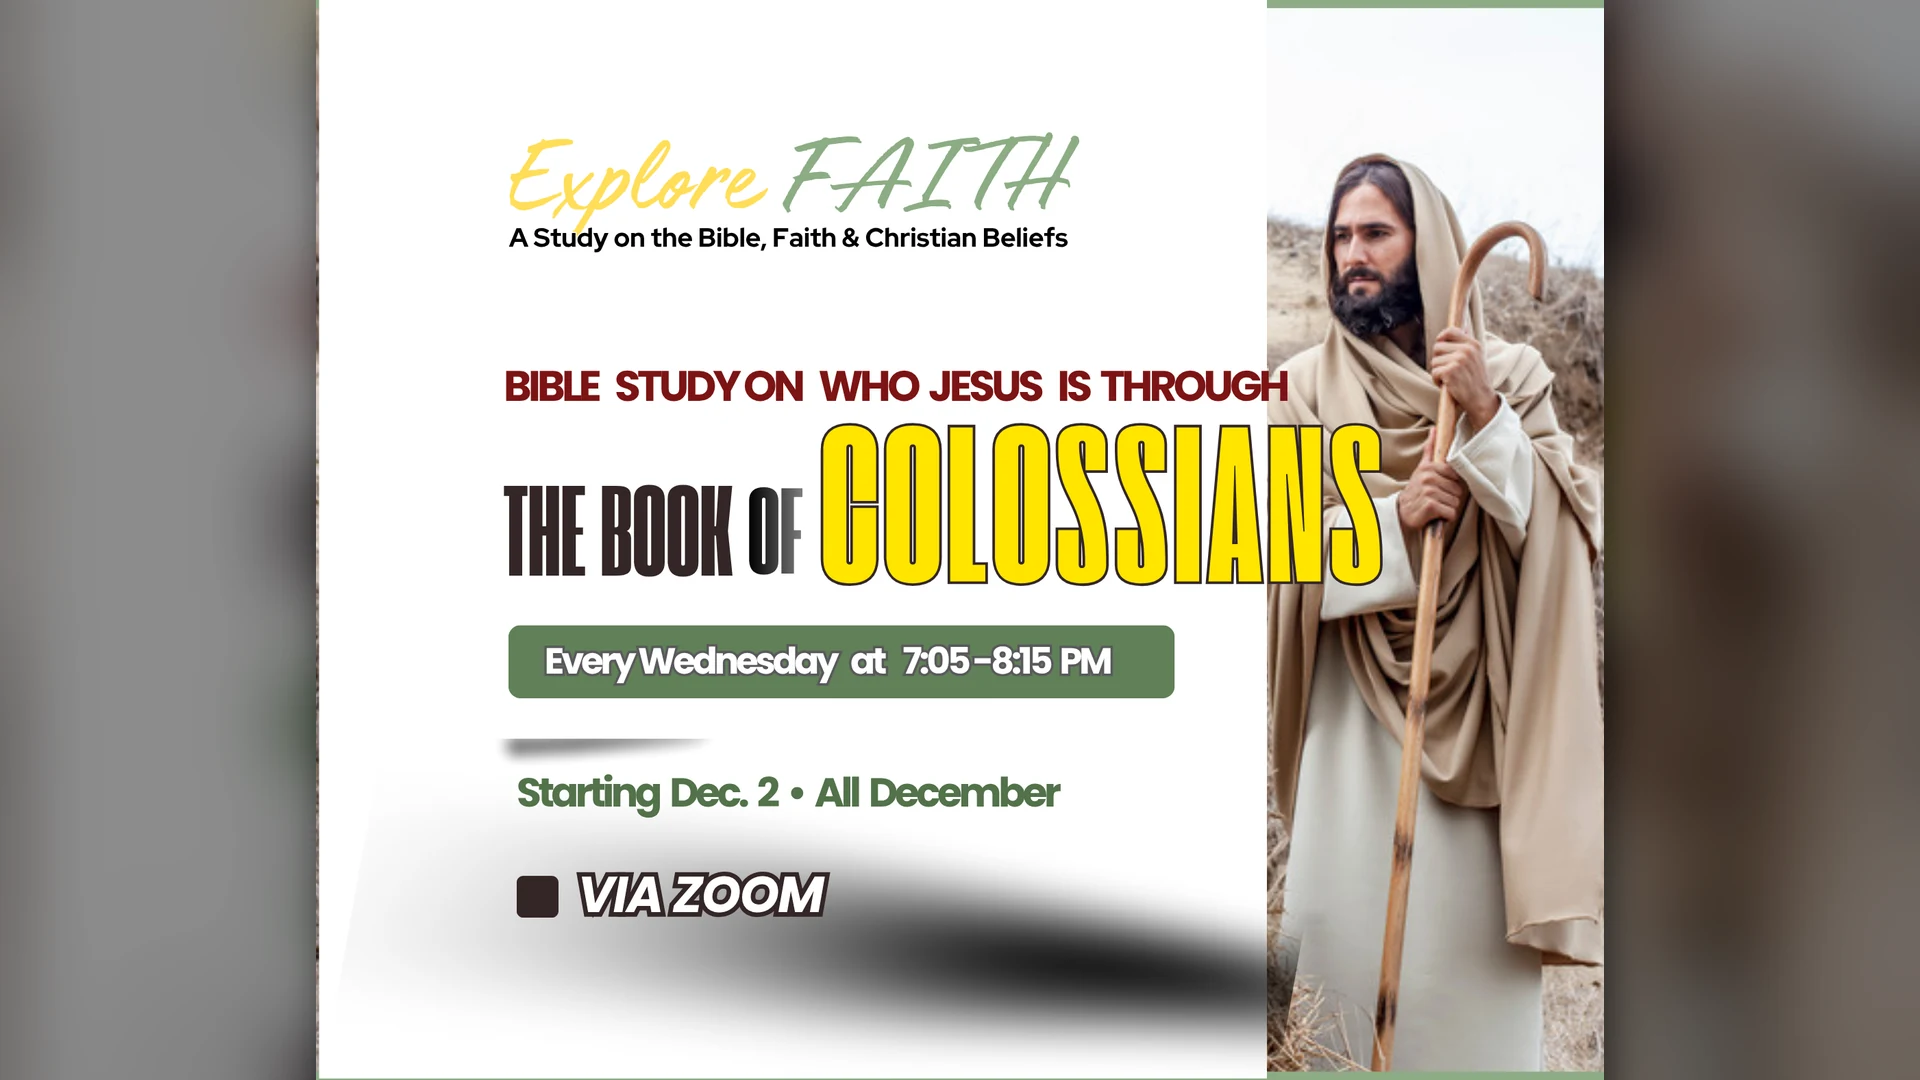 Explore FAITH
A Study on the Bible, Faith & Christian Beliefs
BIBLE STUDY ON WHO JESUS IS THROUGH
THE BOOK OF COLOSSIANS
Every Wednesday at 7:05-8:15 PM
Starting Dec. 2 • All December
VIA ZOOM